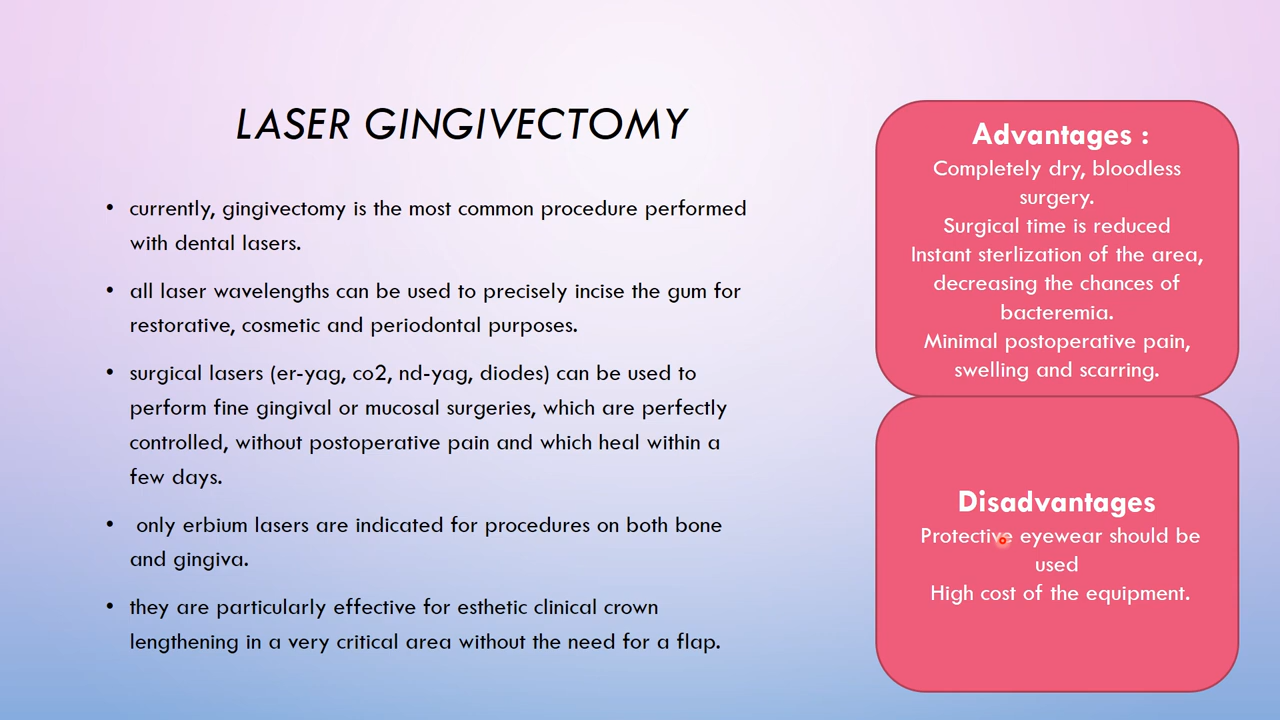 LASER GINGIVECTOMY
• currently, gingivectomy is the most common procedure performed
with dental lasers.
• all laser wavelengths can be used to precisely incise the gum for
restorative, cosmetic and periodontal purposes.
• surgical lasers (er-yag, co2, nd-yag, diodes) can be used to
perform fine gingival or mucosal surgeries, which are perfectly
controlled, without postoperative pain and which heal within a
few days.
• only erbium lasers are indicated for procedures on both bone
and gingiva.
• they are particularly effective for esthetic clinical crown
lengthening in a very critical area without the need for a flap.
Advantages :
Completely dry, bloodless
surgery.
Surgical time is reduced
Instant sterlization of the area,
decreasing the chances of
bacteremia.
Minimal postoperative pain,
swelling and scarring.
Disadvantages
Protective eyewear should be
used
High cost of the equipment.